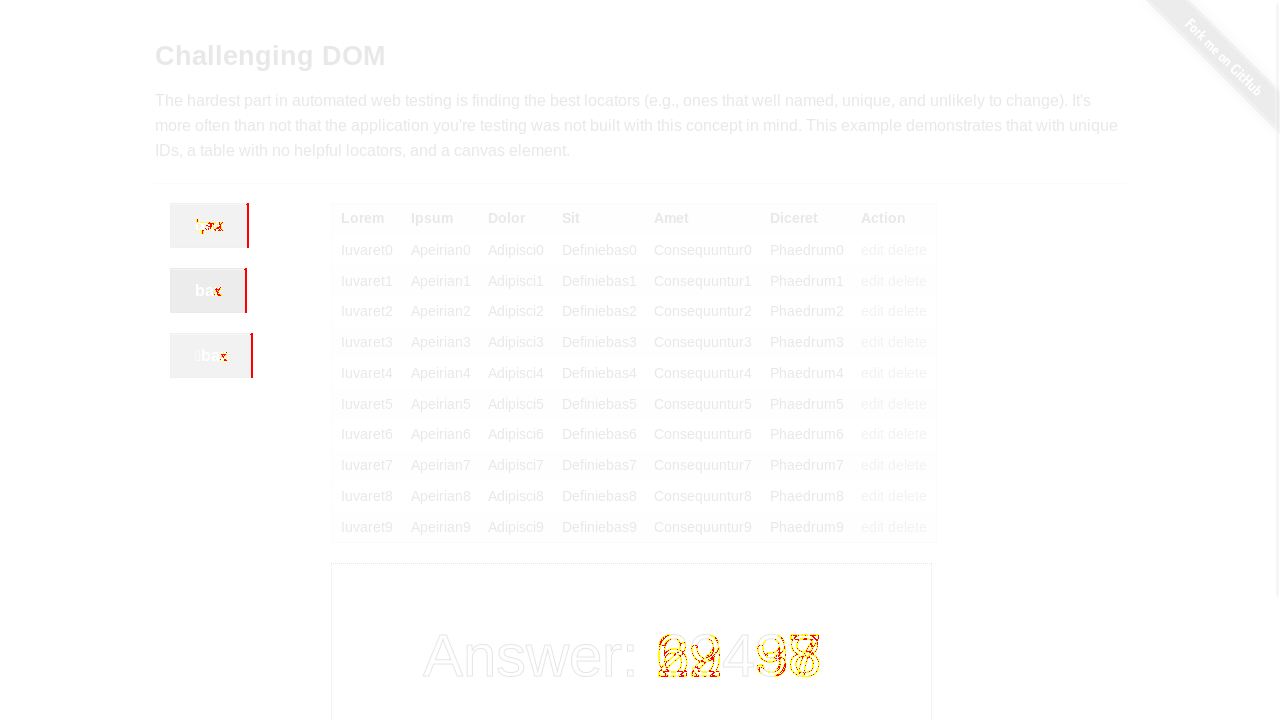 Fork me on GitHub
Challenging DOM
The hardest part in automated web testing is finding the best locators (e.g., ones that well named, unique, and unlikely to change). It's
more often than not that the application you're testing was not built with this concept in mind. This example demonstrates that with unique
IDs, a table with no helpful locators, and a canvas element.
Lorem Ipsum Dolor Sit Amet Diceret Action
Iuvaret0 Apeirian0 Adipisci0 Definiebas0 Consequuntur0 Phaedrum0 edit delete
Iuvaret1 Apeirian1 Adipisci1 Definiebas1 Consequuntur1 Phaedrum1 edit delete
Iuvaret2 Apeirian2 Adipisci2 Definiebas2 Consequuntur2 Phaedrum2 edit delete
Iuvaret3 Apeirian3 Adipisci3 Definiebas3 Consequuntur3 Phaedrum3 edit delete
Iuvaret4 Apeirian4 Adipisci4 Definiebas4 Consequuntur4 Phaedrum4 edit delete
Iuvaret5 Apeirian5 Adipisci5 Definiebas5 Consequuntur5 Phaedrum5 edit delete
Iuvaret6 Apeirian6 Adipisci6 Definiebas6 Consequuntur6 Phaedrum6 edit delete
Iuvaret7 Apeirian7 Adipisci7 Definiebas7 Consequuntur7 Phaedrum7 edit delete
Iuvaret8 Apeirian8 Adipisci8 Definiebas8 Consequuntur8 Phaedrum8 edit delete
Iuvaret9 Apeirian9 Adipisci9 Definiebas9 Consequuntur9 Phaedrum9 edit delete
Answer: